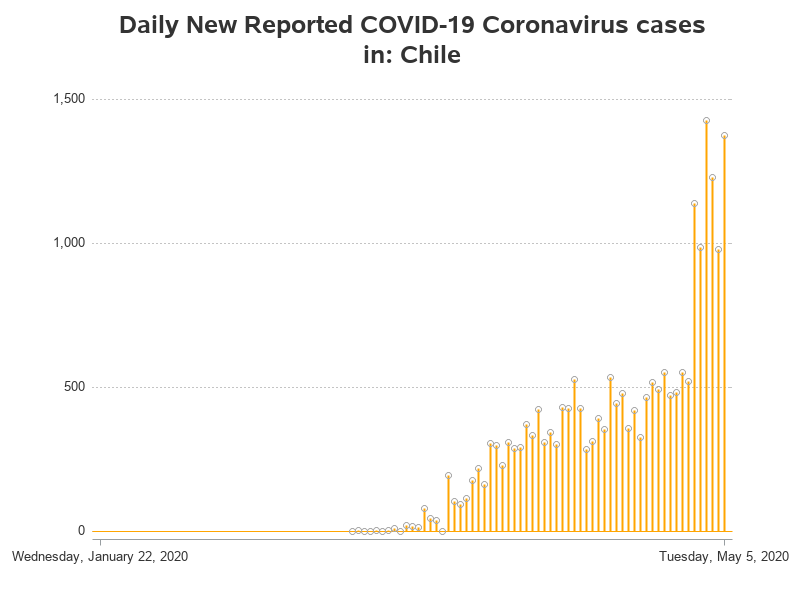 Daily New Reported COVID-19 Coronavirus cases
in: Chile
1,500
1,000
500
0
Wednesday, January 22, 2020
Tuesday, May 5, 2020